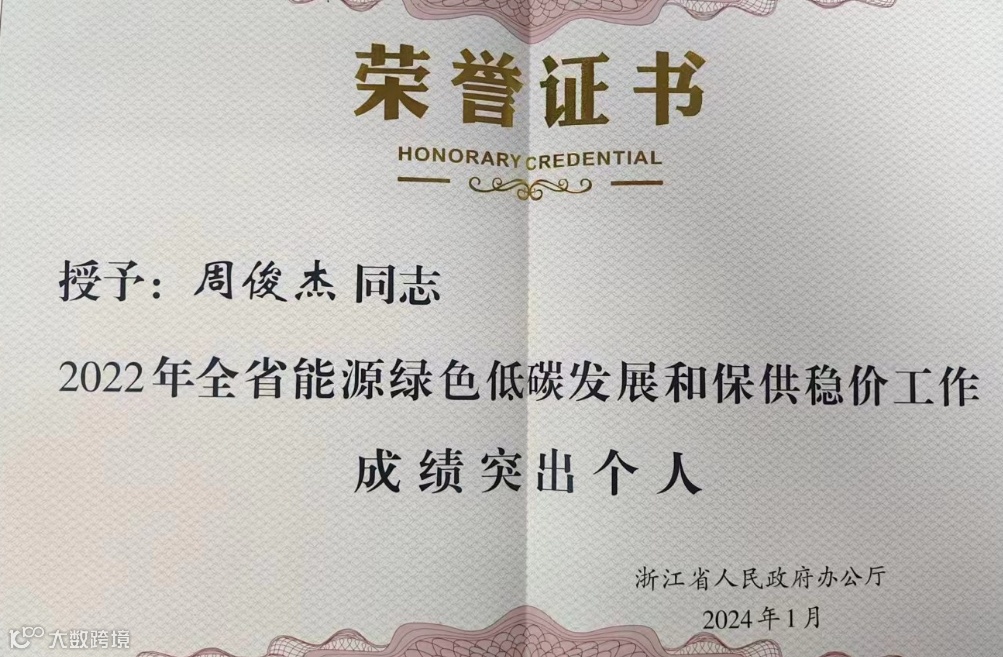 荣誉证书
HONORARY CREDENTIAL
授予：周俊杰同志
2022年全省能源绿色低碳发展和保供稳价工作
成绩突出个人
浙江省人民政府办公厅
2024年1月
大数跨境